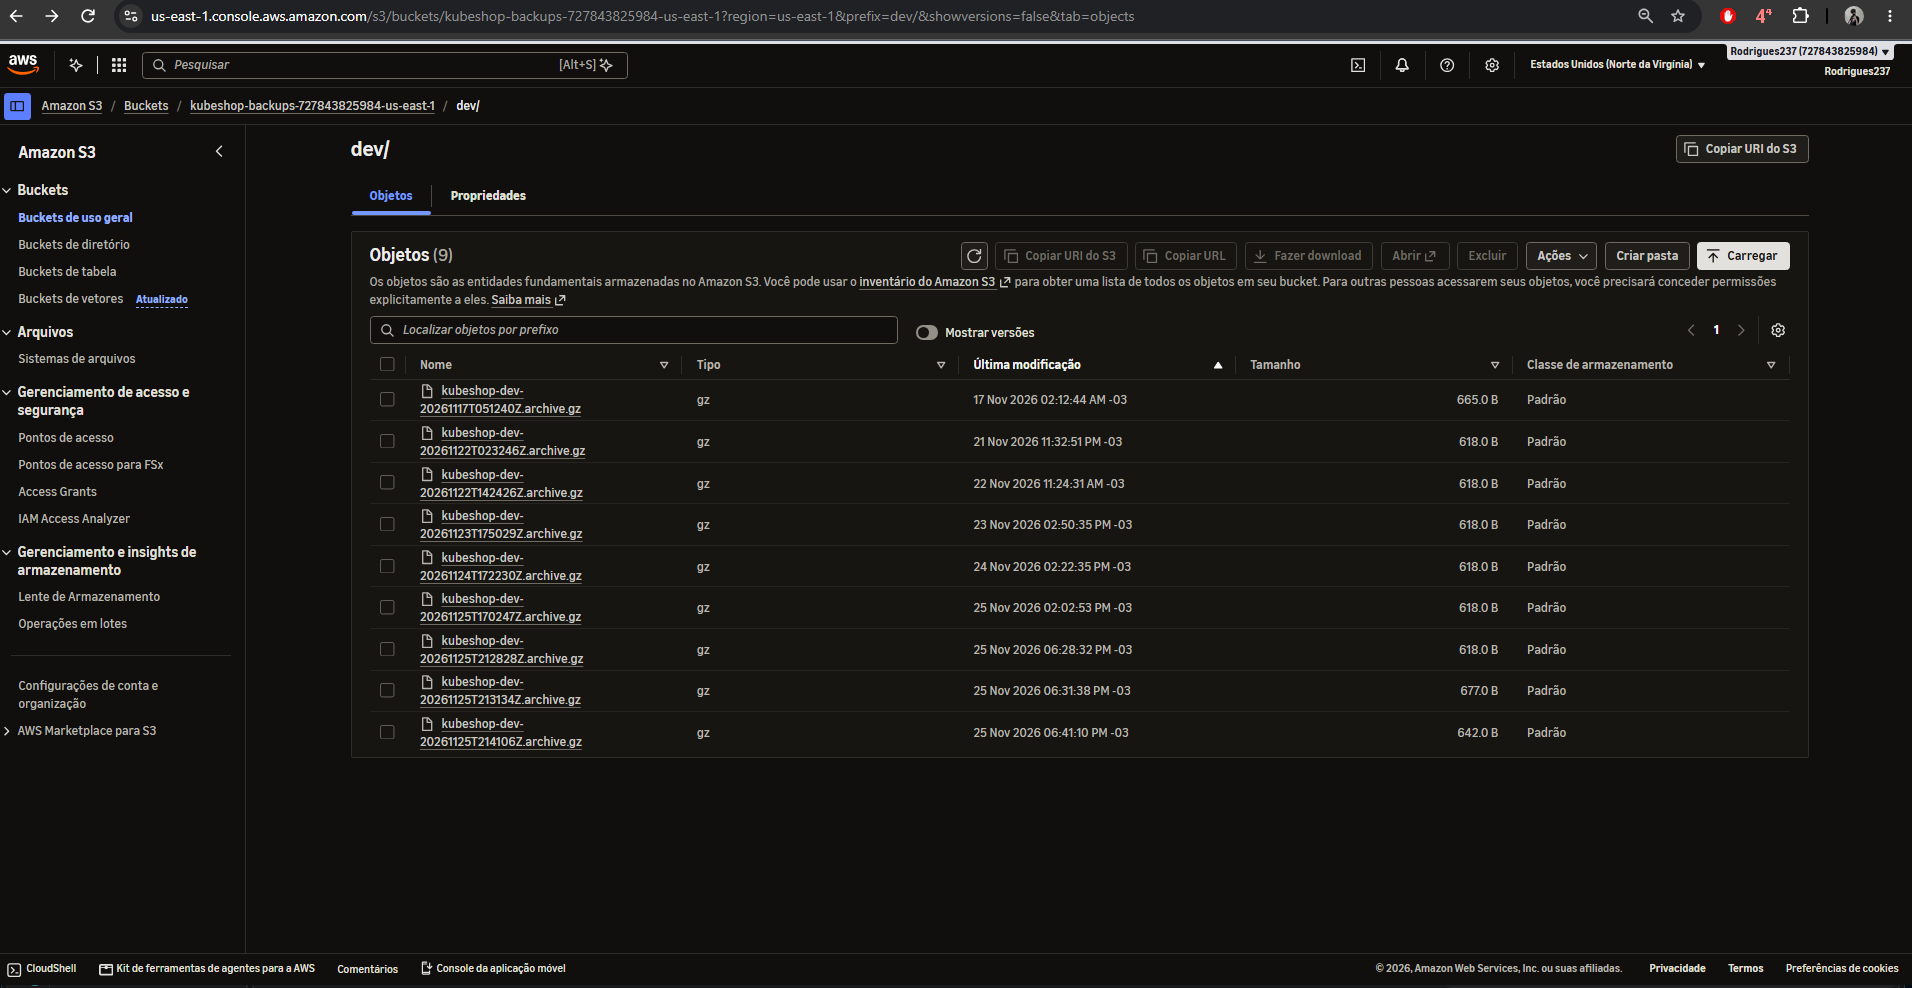 us-east-1.console.aws.amazon.com/s3/buckets/kubeshop-backups-727843825984-us-east-1?region=us-east-1&prefix=dev/&showversions=false&tab=objects
aws
Pesquisar [Alt+S]
Estados Unidos (Norte da Virgínia)
Rodrigues237 (727843825984)
Rodrigues237
Amazon S3 / Buckets / kubeshop-backups-727843825984-us-east-1 / dev/
Amazon S3
Buckets
Buckets de uso geral
Buckets de diretório
Buckets de tabela
Buckets de vetores Atualizado
Arquivos
Sistemas de arquivos
Gerenciamento de acesso e
segurança
Pontos de acesso
Pontos de acesso para FSx
Access Grants
IAM Access Analyzer
Gerenciamento e insights de
armazenamento
Lente de Armazenamento
Operações em lotes
Configurações de conta e
organização
AWS Marketplace para S3
dev/
Copiar URI do S3
Objetos Propriedades
Objetos (9)
Copiar URI do S3 Copiar URL Fazer download Abrir Excluir Ações Criar pasta Carregar
Os objetos são as entidades fundamentais armazenadas no Amazon S3. Você pode usar o inventário do Amazon S3 para obter uma lista de todos os objetos em seu bucket. Para outras pessoas acessarem seus objetos, você precisará conceder permissões
explicitamente a eles. Saiba mais
Localizar objetos por prefixo
Mostrar versões
1
Nome Tipo Última modificação Tamanho Classe de armazenamento
kubeshop-dev-
20261117T051240Z.archive.gz gz 17 Nov 2026 02:12:44 AM -03 665.0 B Padrão
kubeshop-dev-
20261122T023246Z.archive.gz gz 21 Nov 2026 11:32:51 PM -03 618.0 B Padrão
kubeshop-dev-
20261122T142426Z.archive.gz gz 22 Nov 2026 11:24:31 AM -03 618.0 B Padrão
kubeshop-dev-
20261123T175029Z.archive.gz gz 23 Nov 2026 02:50:35 PM -03 618.0 B Padrão
kubeshop-dev-
20261124T172230Z.archive.gz gz 24 Nov 2026 02:22:35 PM -03 618.0 B Padrão
kubeshop-dev-
20261125T170247Z.archive.gz gz 25 Nov 2026 02:02:53 PM -03 618.0 B Padrão
kubeshop-dev-
20261125T212828Z.archive.gz gz 25 Nov 2026 06:28:32 PM -03 618.0 B Padrão
kubeshop-dev-
20261125T213134Z.archive.gz gz 25 Nov 2026 06:31:38 PM -03 677.0 B Padrão
kubeshop-dev-
20261125T214106Z.archive.gz gz 25 Nov 2026 06:41:10 PM -03 642.0 B Padrão
CloudShell Kit de ferramentas de agentes para a AWS Comentários Console da aplicação móvel
© 2026, Amazon Web Services, Inc. ou suas afiliadas. Privacidade Termos Preferências de cookies